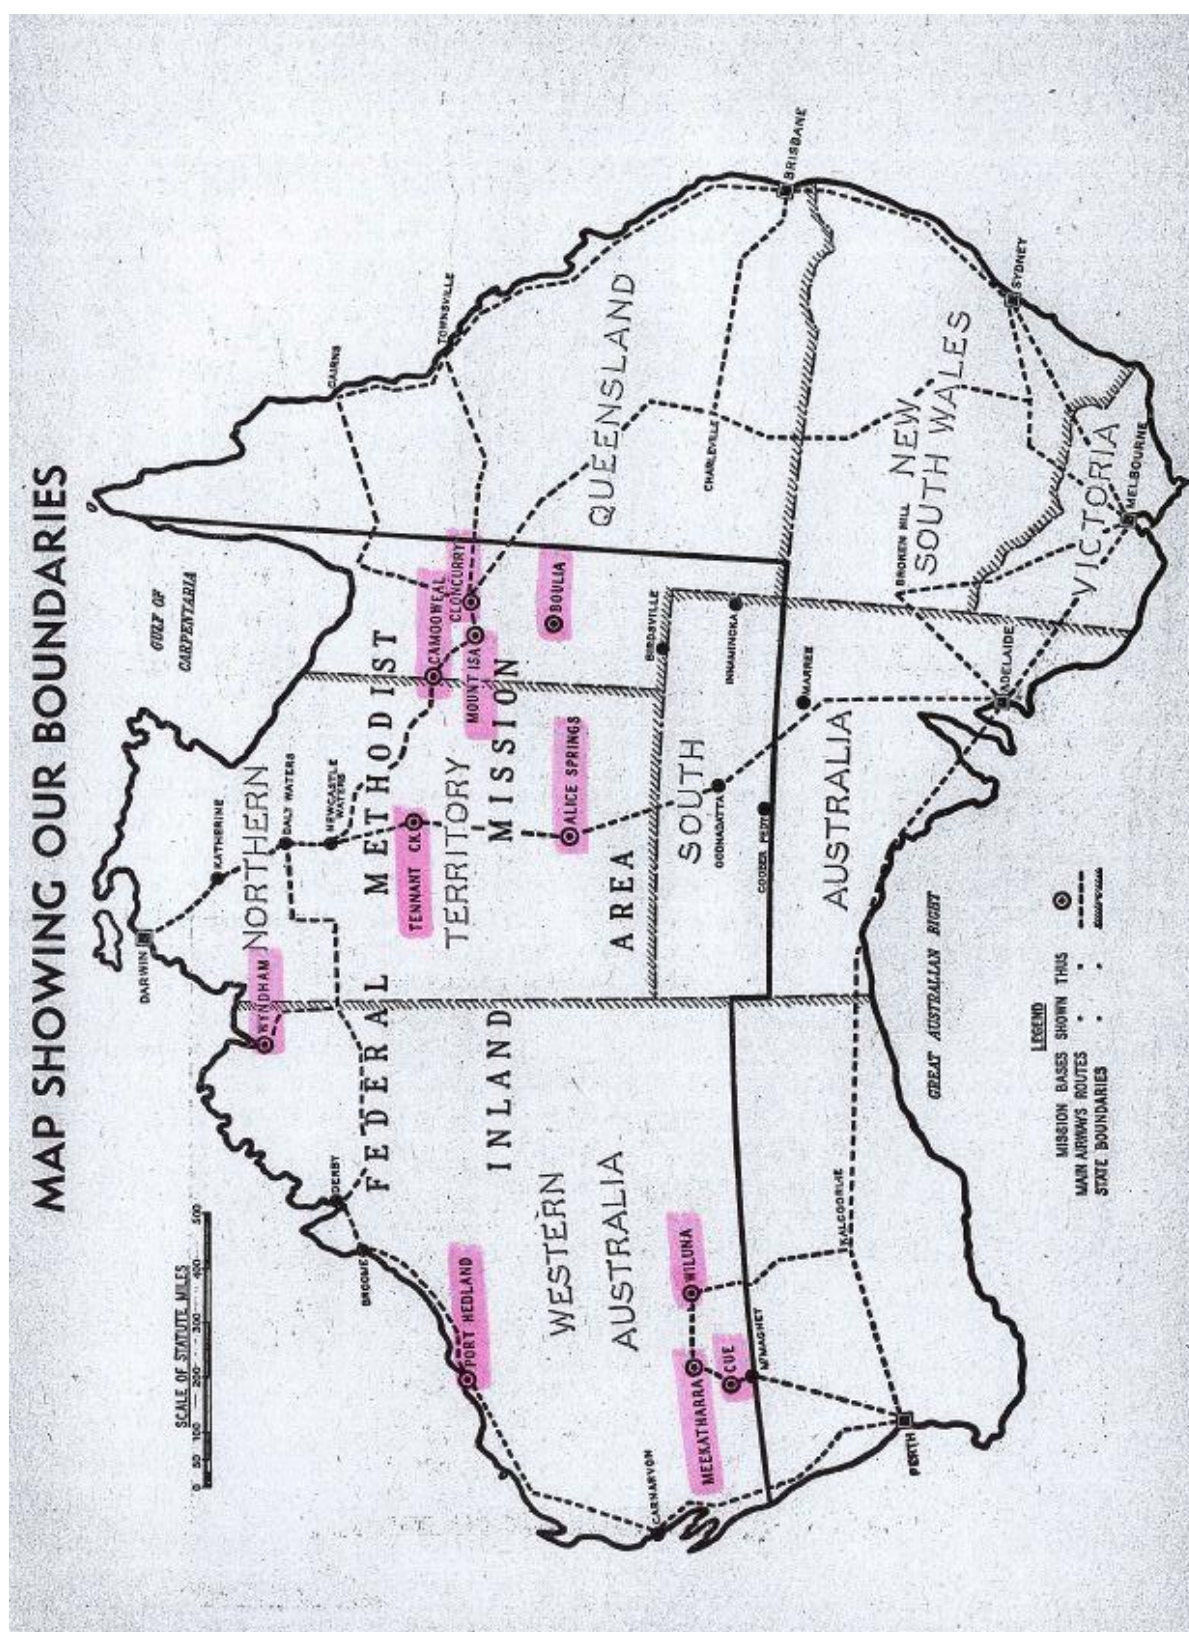 MAP SHOWING OUR BOUNDARIES
SCALE OF STATUTE MILES
0 50 100 200 300 400 500
GULF OF
CARPENTARIA
DARWIN
KATHERINE
DALY WATERS
NEWCASTLE
WATERS
WYNDHAM
NORTHERN
TERRITORY
DERBY
BROOME
PORT HEDLAND
TENNANT CK.
CAMOOWEAL
CLONCURRY
MOUNT ISA
BOULIA
CAIRNS
TOWNSVILLE
FEDERAL METHODIST
INLAND MISSION
AREA
ALICE SPRINGS
QUEENSLAND
WESTERN
AUSTRALIA
CARNARVON
MEEKATHARRA
WILUNA
CUE
MT MAGNET
KALGOORLIE
PERTH
BIRDSVILLE
INNAMINCKA
OODNADATTA
COOBER PEDY
MARREE
SOUTH
AUSTRALIA
CHARLEVILLE
BRISBANE
BROKEN HILL
NEW
SOUTH WALES
SYDNEY
ADELAIDE
VICTORIA
MELBOURNE
GREAT AUSTRALIAN BIGHT
LEGEND
MISSION BASES SHOWN THUS
MAIN AIRWAYS ROUTES " "
STATE BOUNDARIES " "